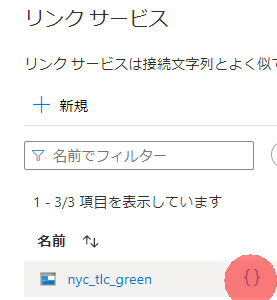 リンク サービス
リンク サービスは接続文字列とよく似て
新規
名前でフィルター
1 - 3/3 項目を表示しています
名前
nyc_tlc_green {}